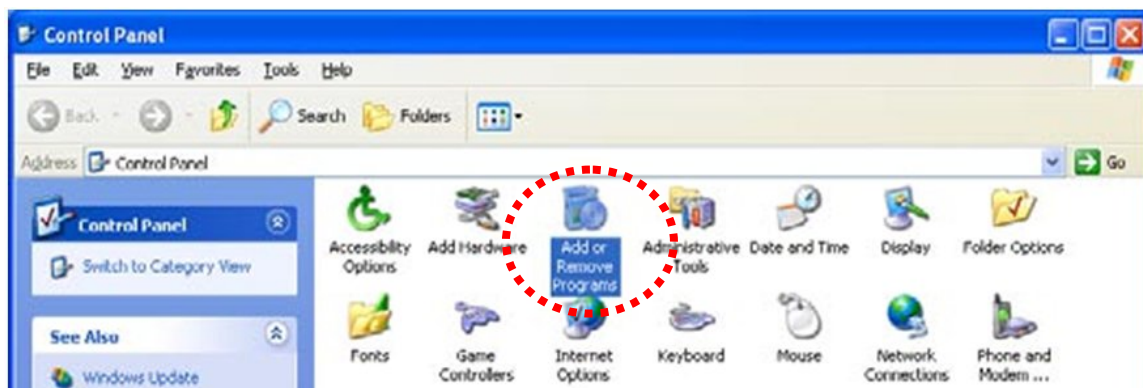 Control Panel
File Edit View Favorites Tools Help
Back Search Folders
Address Control Panel Go
Control Panel
Switch to Category View
See Also
Windows Update
Accessibility Options
Add Hardware
Add or Remove Programs
Administrative Tools
Date and Time
Display
Folder Options
Fonts
Game Controllers
Internet Options
Keyboard
Mouse
Network Connections
Phone and Modem ...